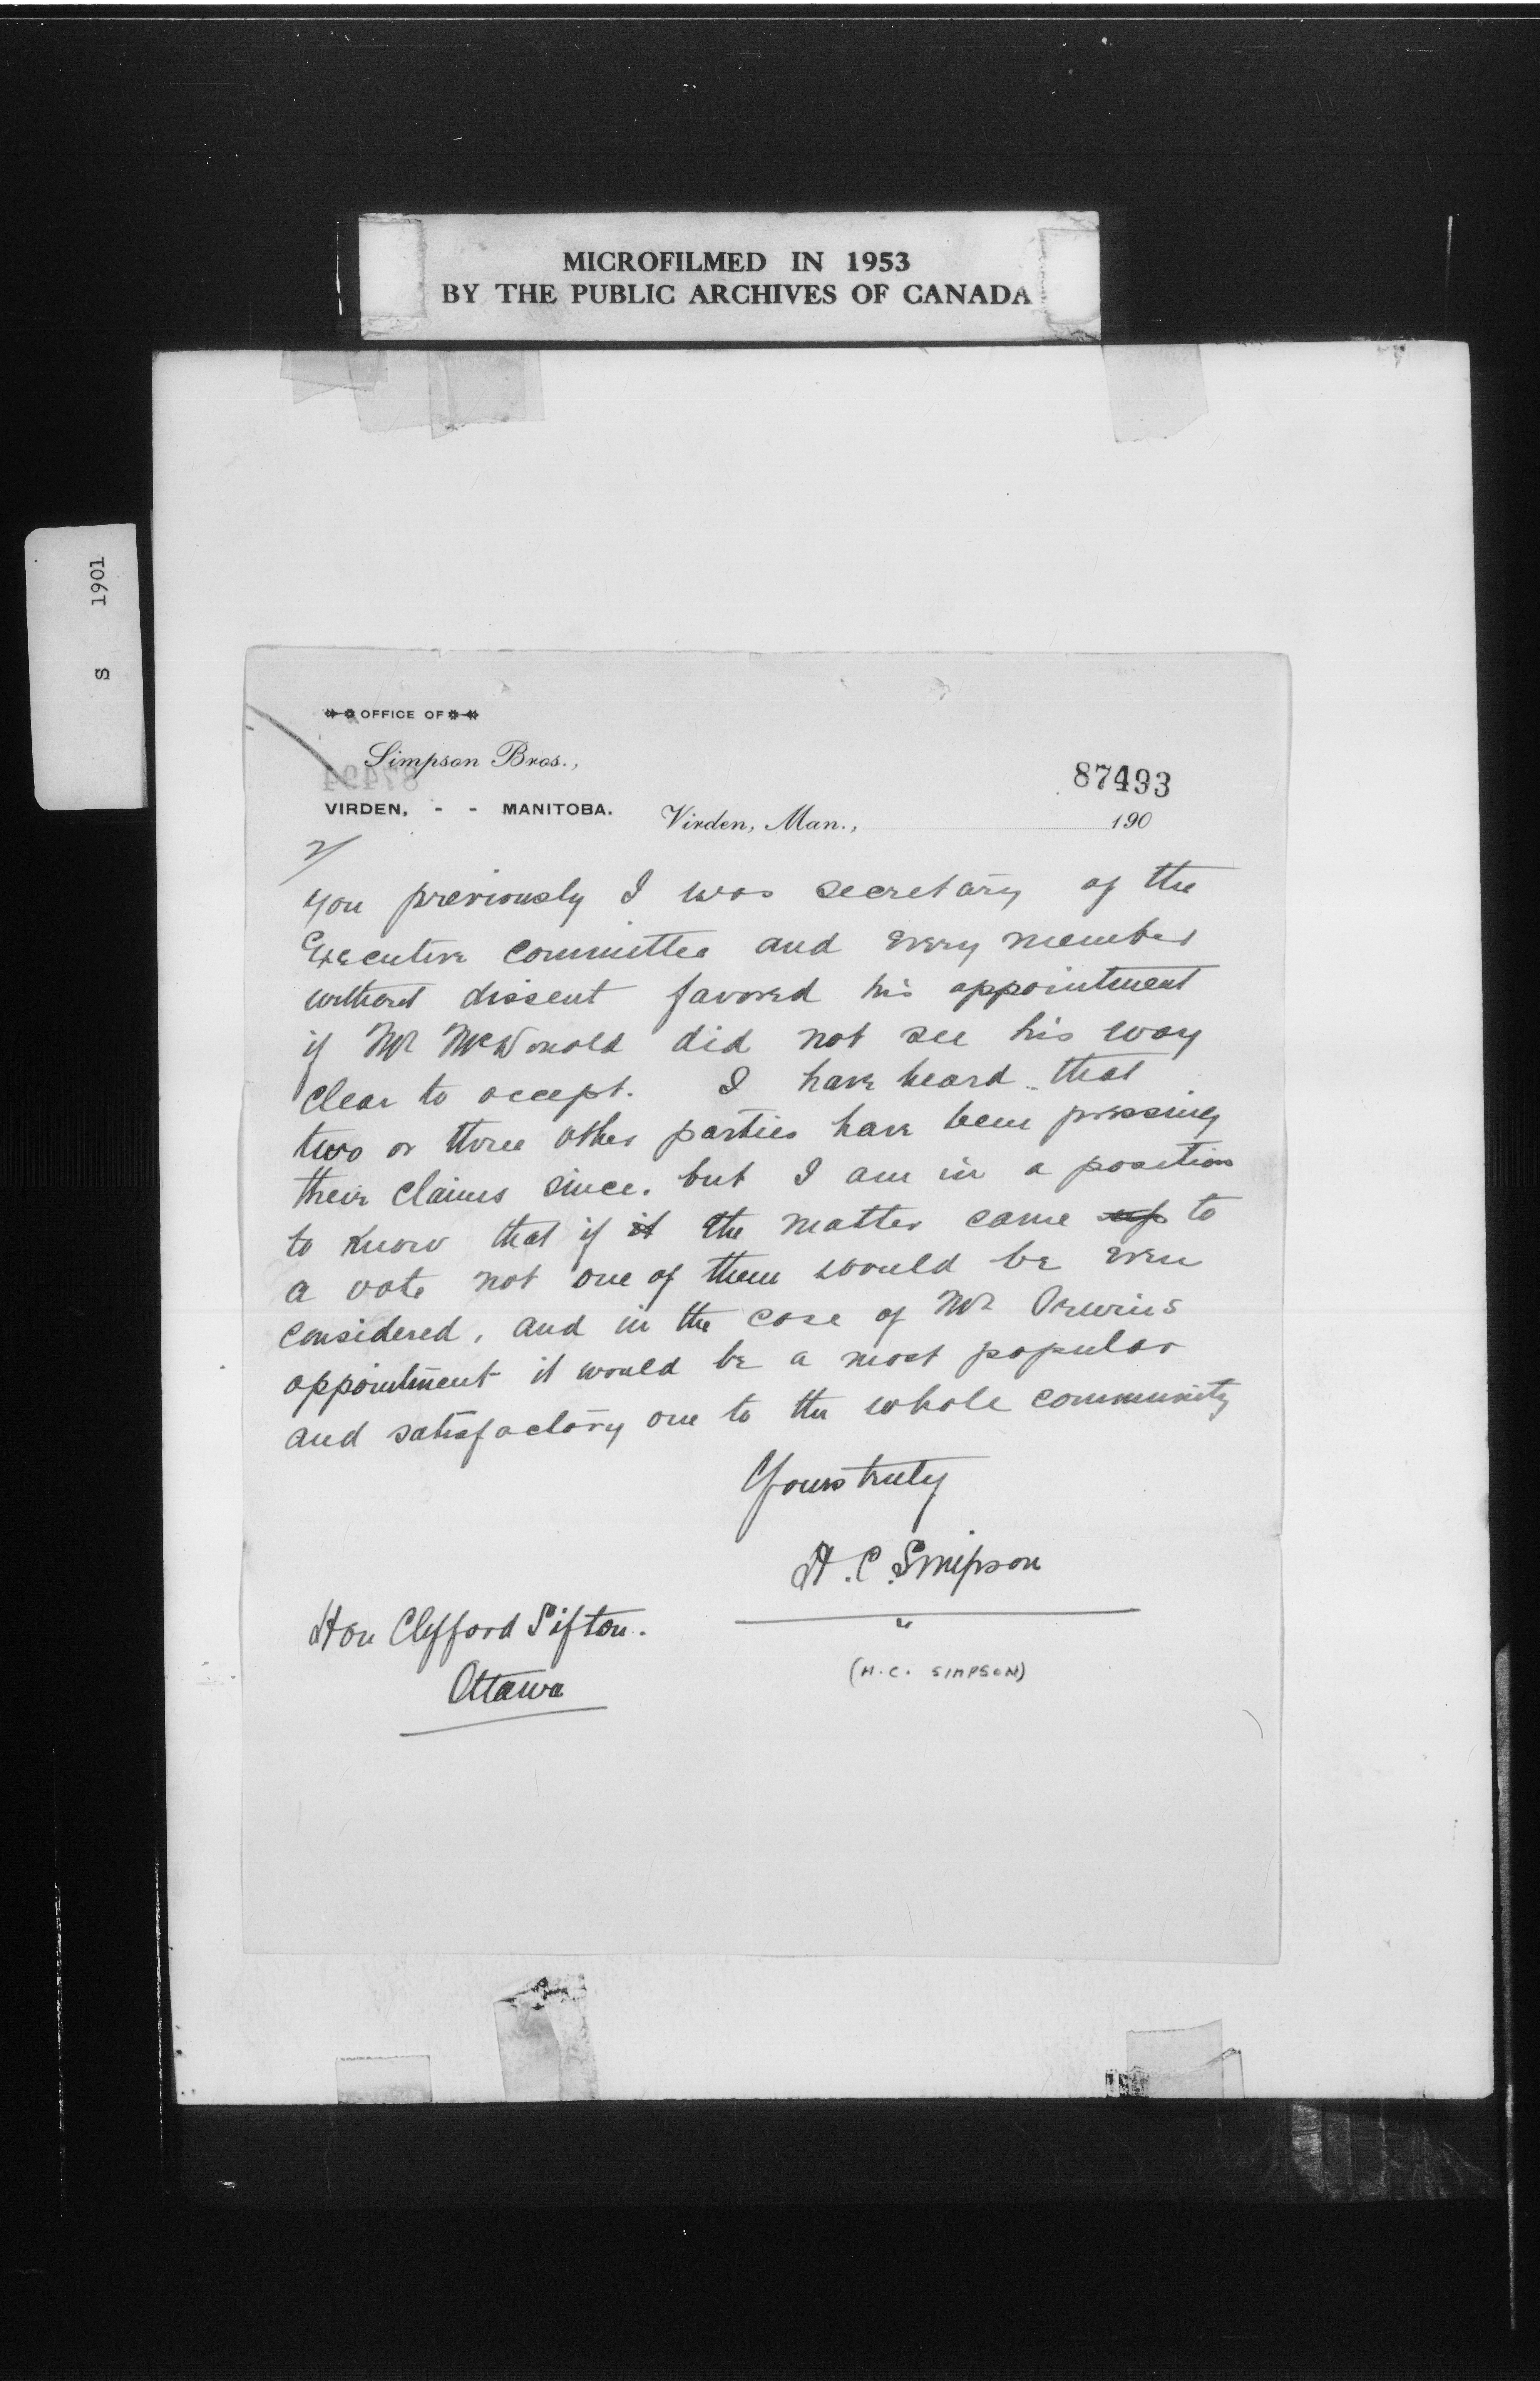 MICROFILMED IN 1953
BY THE PUBLIC ARCHIVES OF CANADA
S 1901
OFFICE OF
Simpson Bros.,
87494
87493
VIRDEN, - - MANITOBA.
Virden, Man., 190
2/
you previously I was secretary of the
Executive Committee and every member
without dissent favored his appointment
if Mr McDonald did not see his way
clear to accept. I have heard that
two or three other parties have been pressing
their claims since. but I am in a position
to know that if it the matter came up to
a vote not one of them would be even
considered, and in the case of Mr
appointment it would be a most popular
and satisfactory one to the whole community
Yours truly
H. C. Simpson
"
(H.C. SIMPSON)
Hon Clifford Sifton.
Ottawa